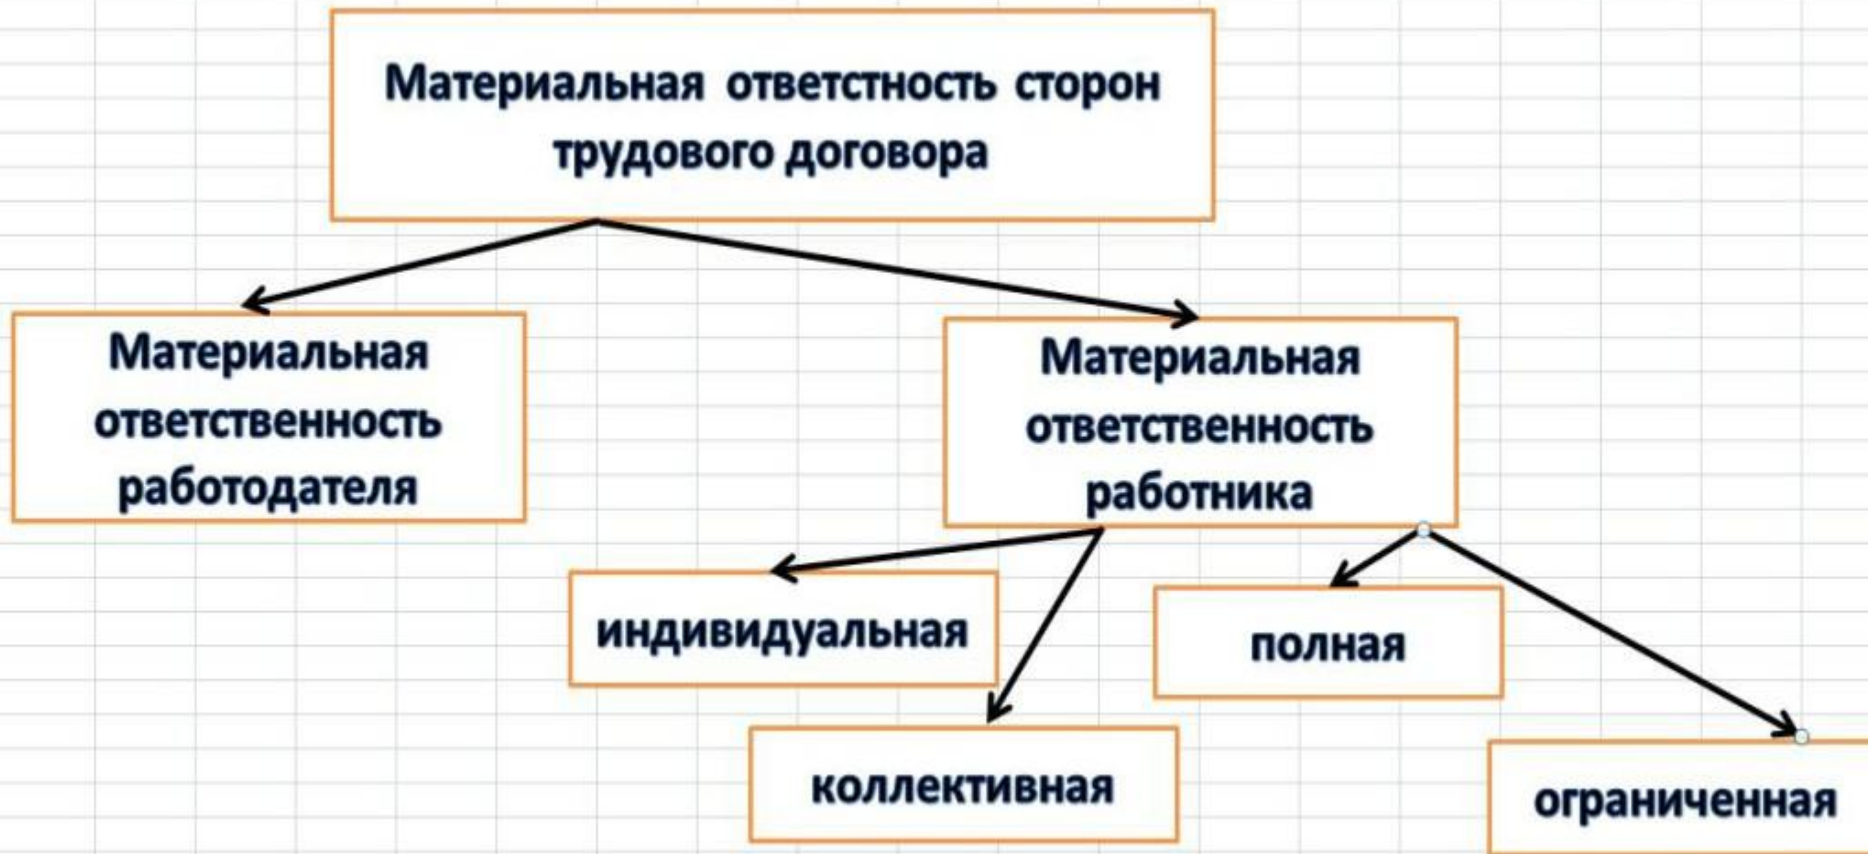 Материальная ответстность сторон
трудового договора
Материальная
ответственность
работодателя
Материальная
ответственность
работника
индивидуальная
полная
коллективная
ограниченная